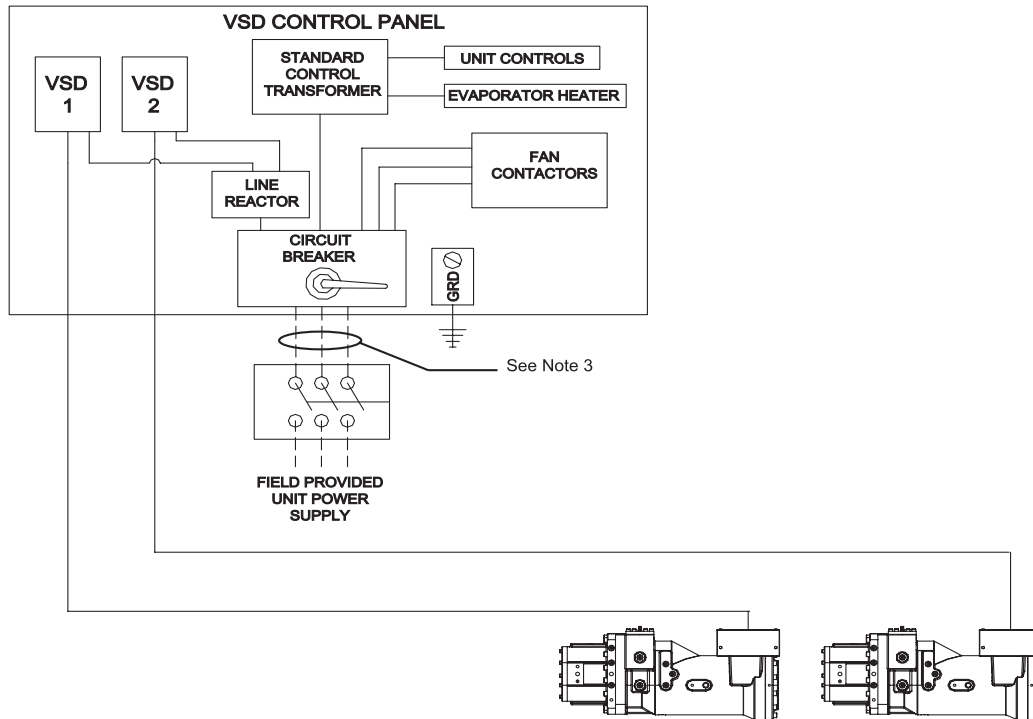 VSD CONTROL PANEL
VSD
1
VSD
2
STANDARD
CONTROL
TRANSFORMER
UNIT CONTROLS
EVAPORATOR HEATER
FAN
CONTACTORS
LINE
REACTOR
CIRCUIT
BREAKER
GRD
See Note 3
FIELD PROVIDED
UNIT POWER
SUPPLY